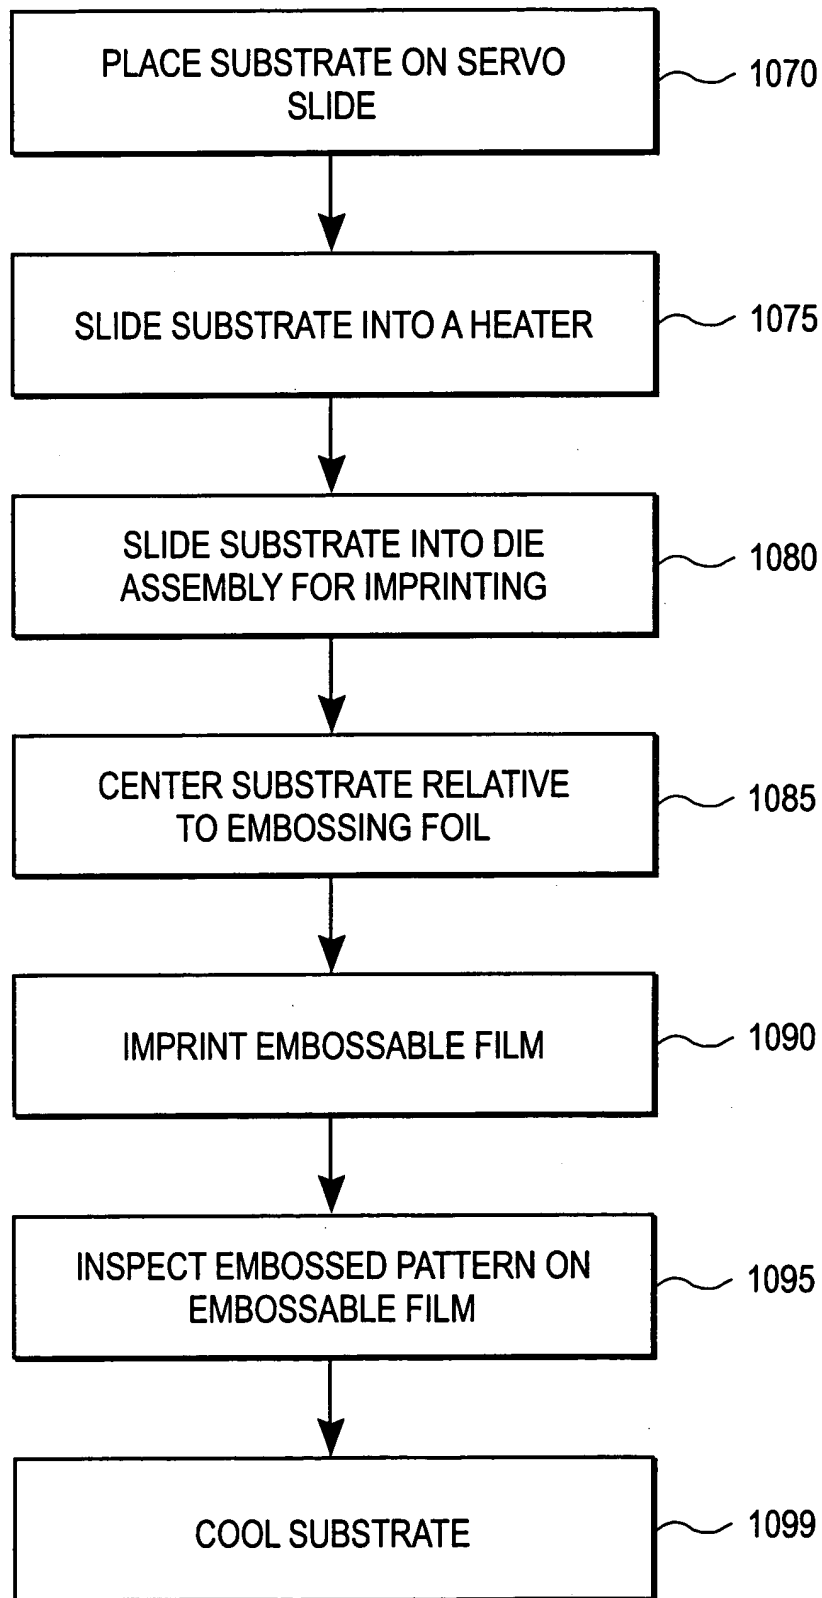 PLACE SUBSTRATE ON SERVO
SLIDE
1070
SLIDE SUBSTRATE INTO A HEATER
1075
SLIDE SUBSTRATE INTO DIE
ASSEMBLY FOR IMPRINTING
1080
CENTER SUBSTRATE RELATIVE
TO EMBOSSING FOIL
1085
IMPRINT EMBOSSABLE FILM
1090
INSPECT EMBOSSED PATTERN ON
EMBOSSABLE FILM
1095
COOL SUBSTRATE
1099